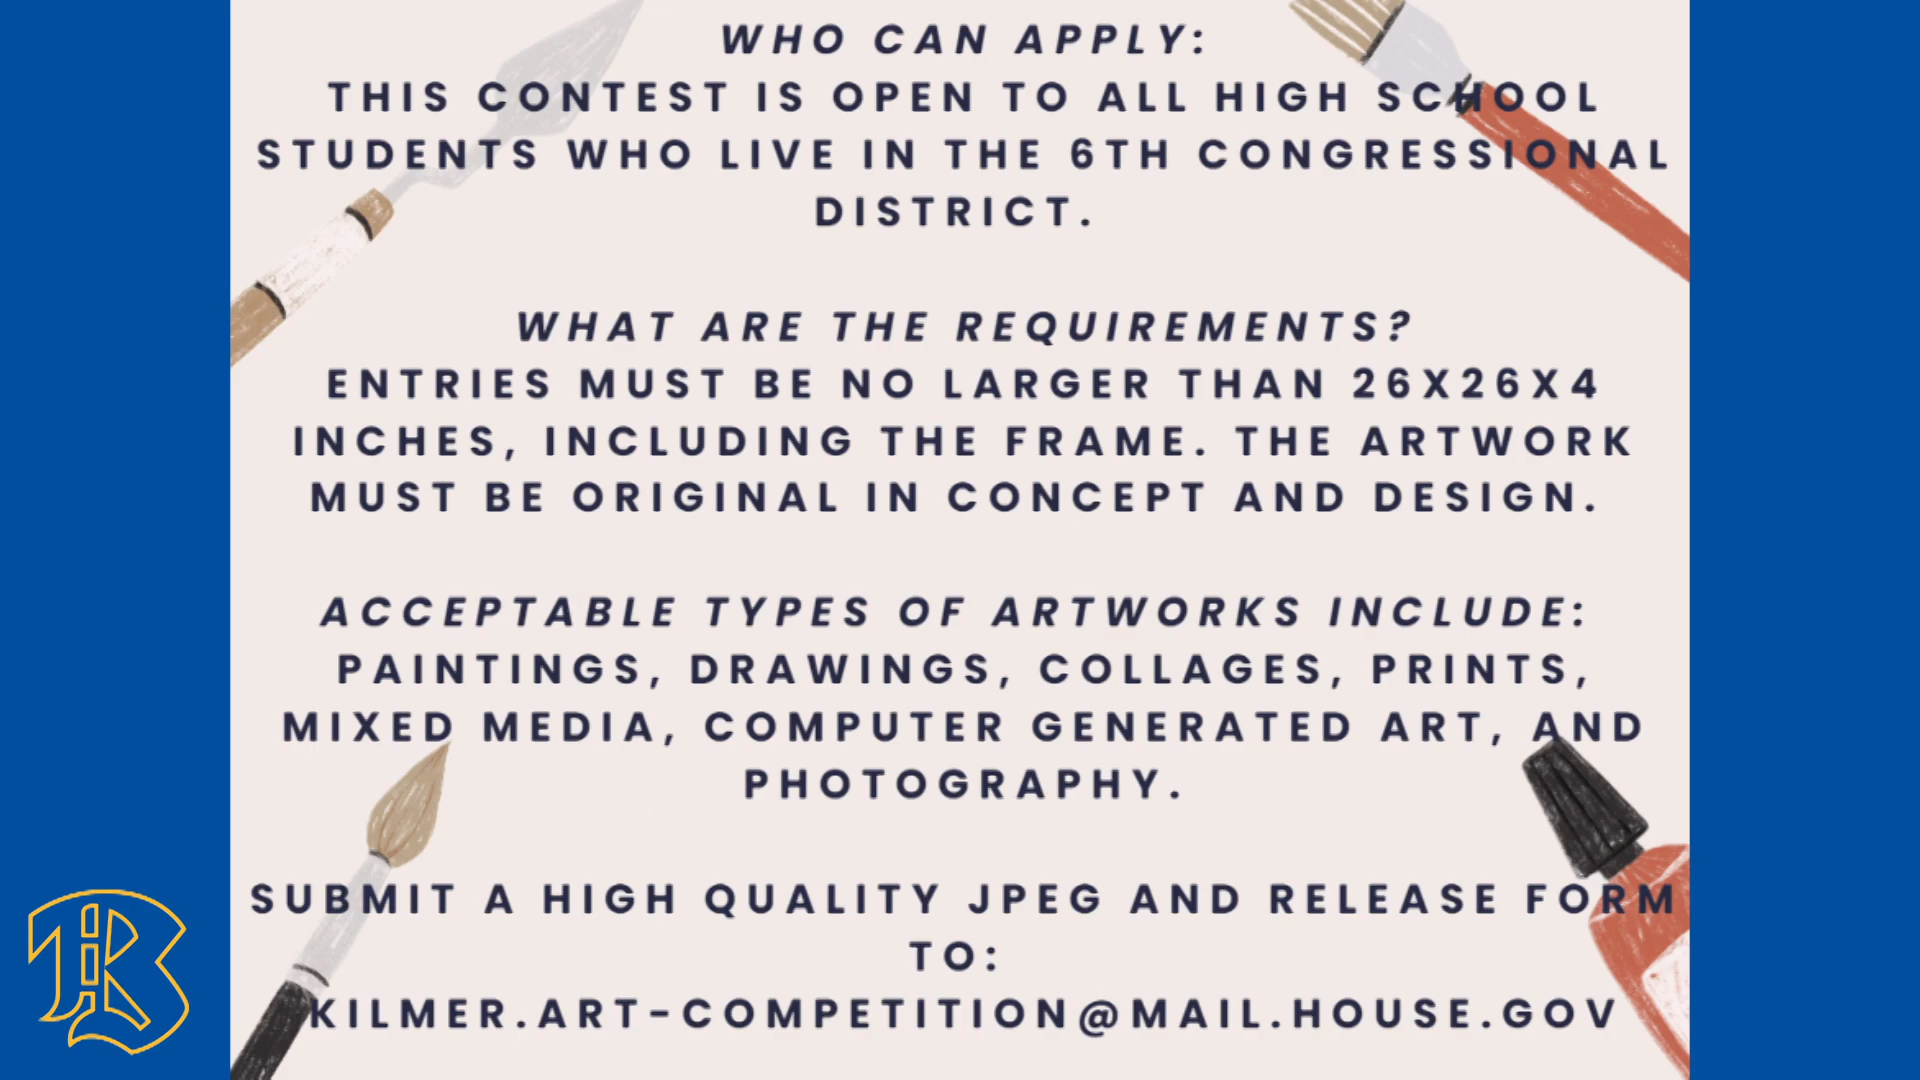 WHO CAN APPLY:
THIS CONTEST IS OPEN TO ALL HIGH SCHOOL
STUDENTS WHO LIVE IN THE 6TH CONGRESSIONAL
DISTRICT.
WHAT ARE THE REQUIREMENTS?
ENTRIES MUST BE NO LARGER THAN 26X26X4
INCHES, INCLUDING THE FRAME. THE ARTWORK
MUST BE ORIGINAL IN CONCEPT AND DESIGN.
ACCEPTABLE TYPES OF ARTWORKS INCLUDE:
PAINTINGS, DRAWINGS, COLLAGES, PRINTS,
MIXED MEDIA, COMPUTER GENERATED ART, AND
PHOTOGRAPHY.
SUBMIT A HIGH QUALITY JPEG AND RELEASE FORM
TO:
KILMER.ART-COMPETITION@MAIL.HOUSE.GOV
B